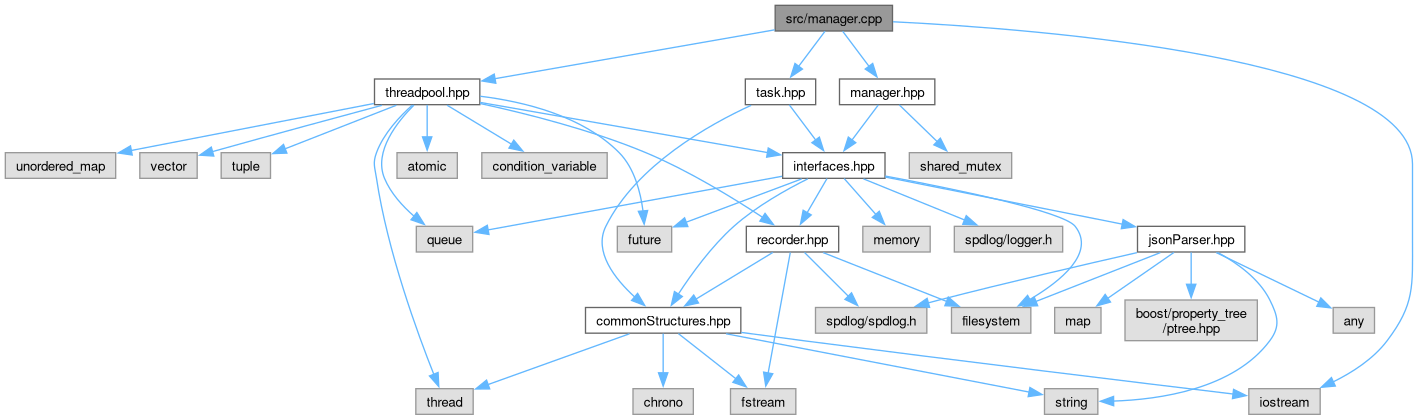 src/manager.cpp
threadpool.hpp
task.hpp
manager.hpp
unordered_map
vector
tuple
atomic
condition_variable
interfaces.hpp
shared_mutex
queue
future
recorder.hpp
memory
spdlog/logger.h
jsonParser.hpp
commonStructures.hpp
spdlog/spdlog.h
filesystem
map
boost/property_tree
/ptree.hpp
any
thread
chrono
fstream
string
iostream